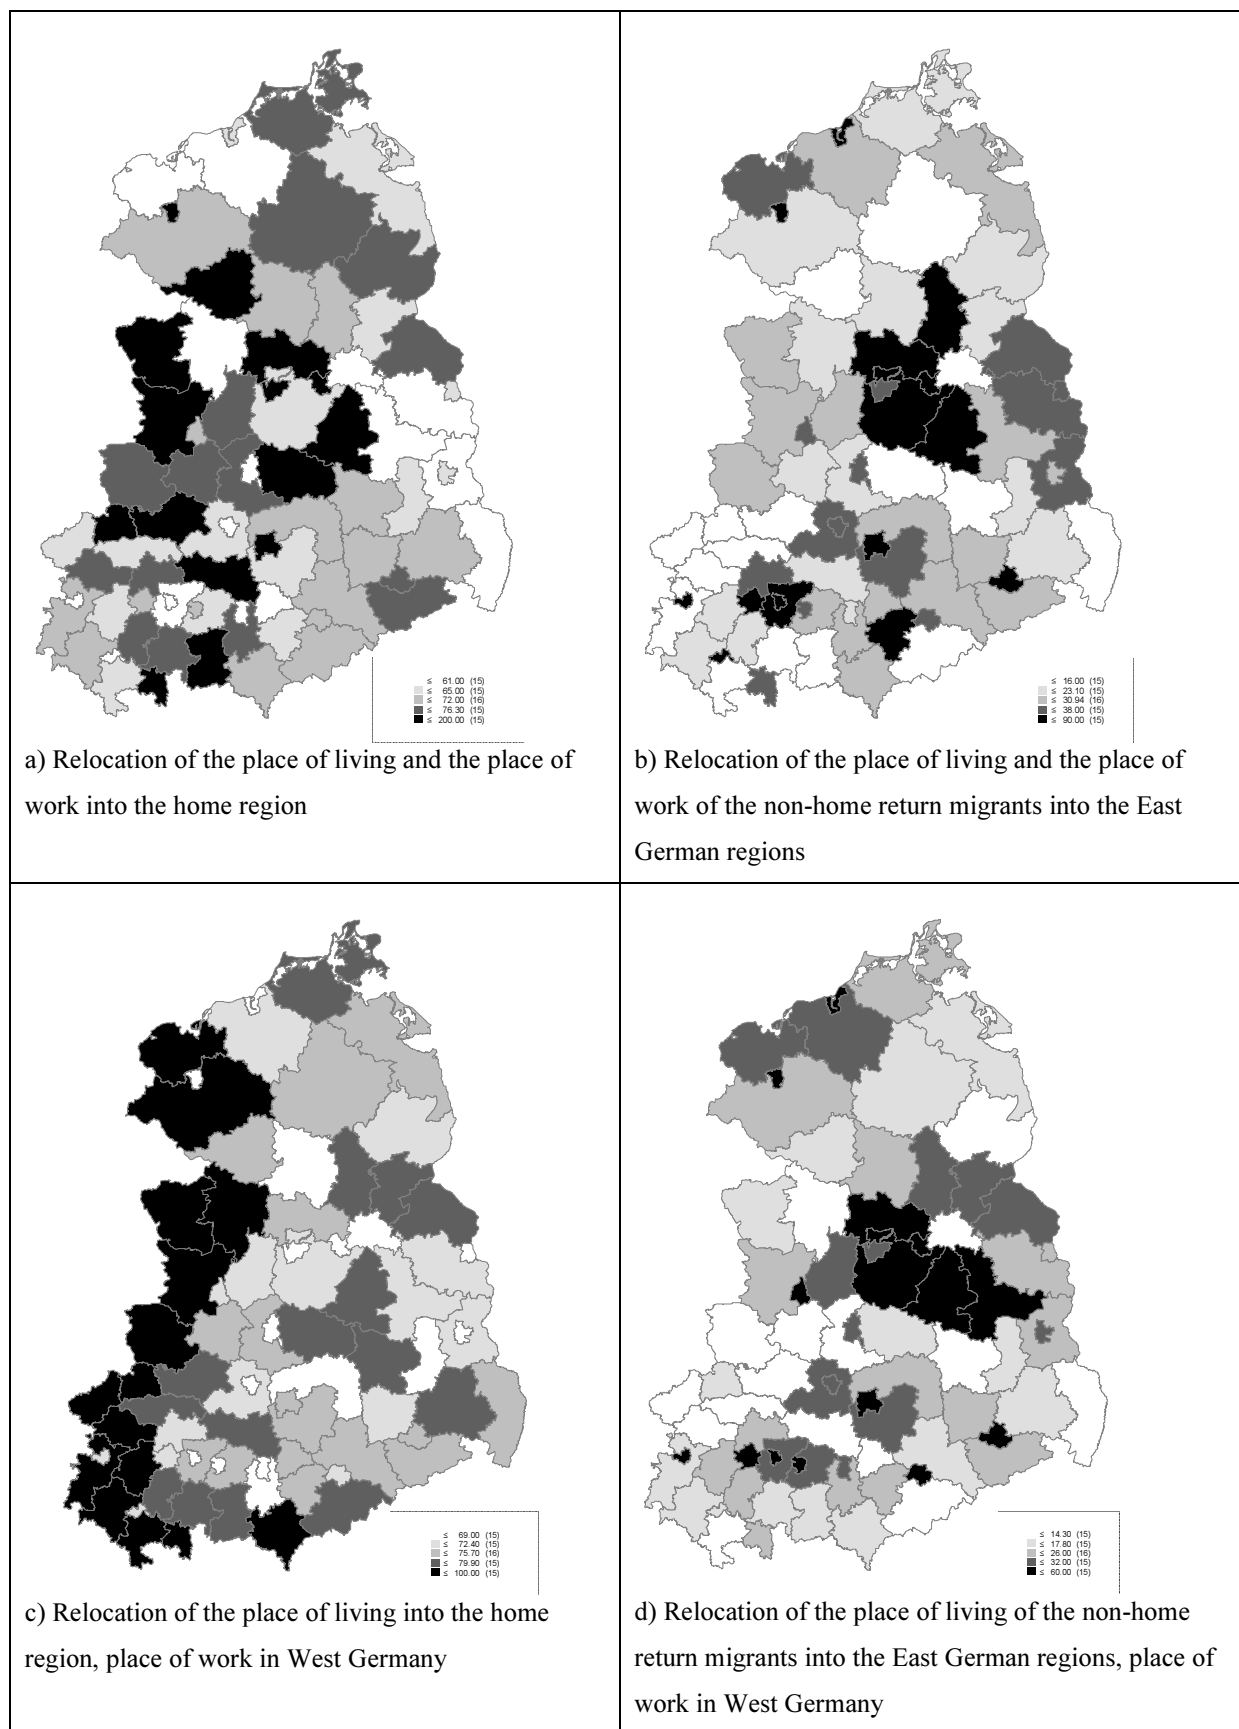 ≤ 61.00 (15)
≤ 65.00 (15)
≤ 72.00 (16)
≤ 76.30 (15)
≤ 200.00 (15)
a) Relocation of the place of living and the place of
work into the home region
≤ 16.00 (15)
≤ 23.10 (15)
≤ 30.94 (16)
≤ 38.00 (15)
≤ 90.00 (15)
b) Relocation of the place of living and the place of
work of the non-home return migrants into the East
German regions
≤ 69.00 (15)
≤ 72.40 (15)
≤ 75.70 (16)
≤ 79.90 (15)
≤ 100.00 (15)
c) Relocation of the place of living into the home
region, place of work in West Germany
≤ 14.30 (15)
≤ 17.80 (15)
≤ 26.00 (16)
≤ 32.00 (15)
≤ 60.00 (15)
d) Relocation of the place of living of the non-home
return migrants into the East German regions, place of
work in West Germany